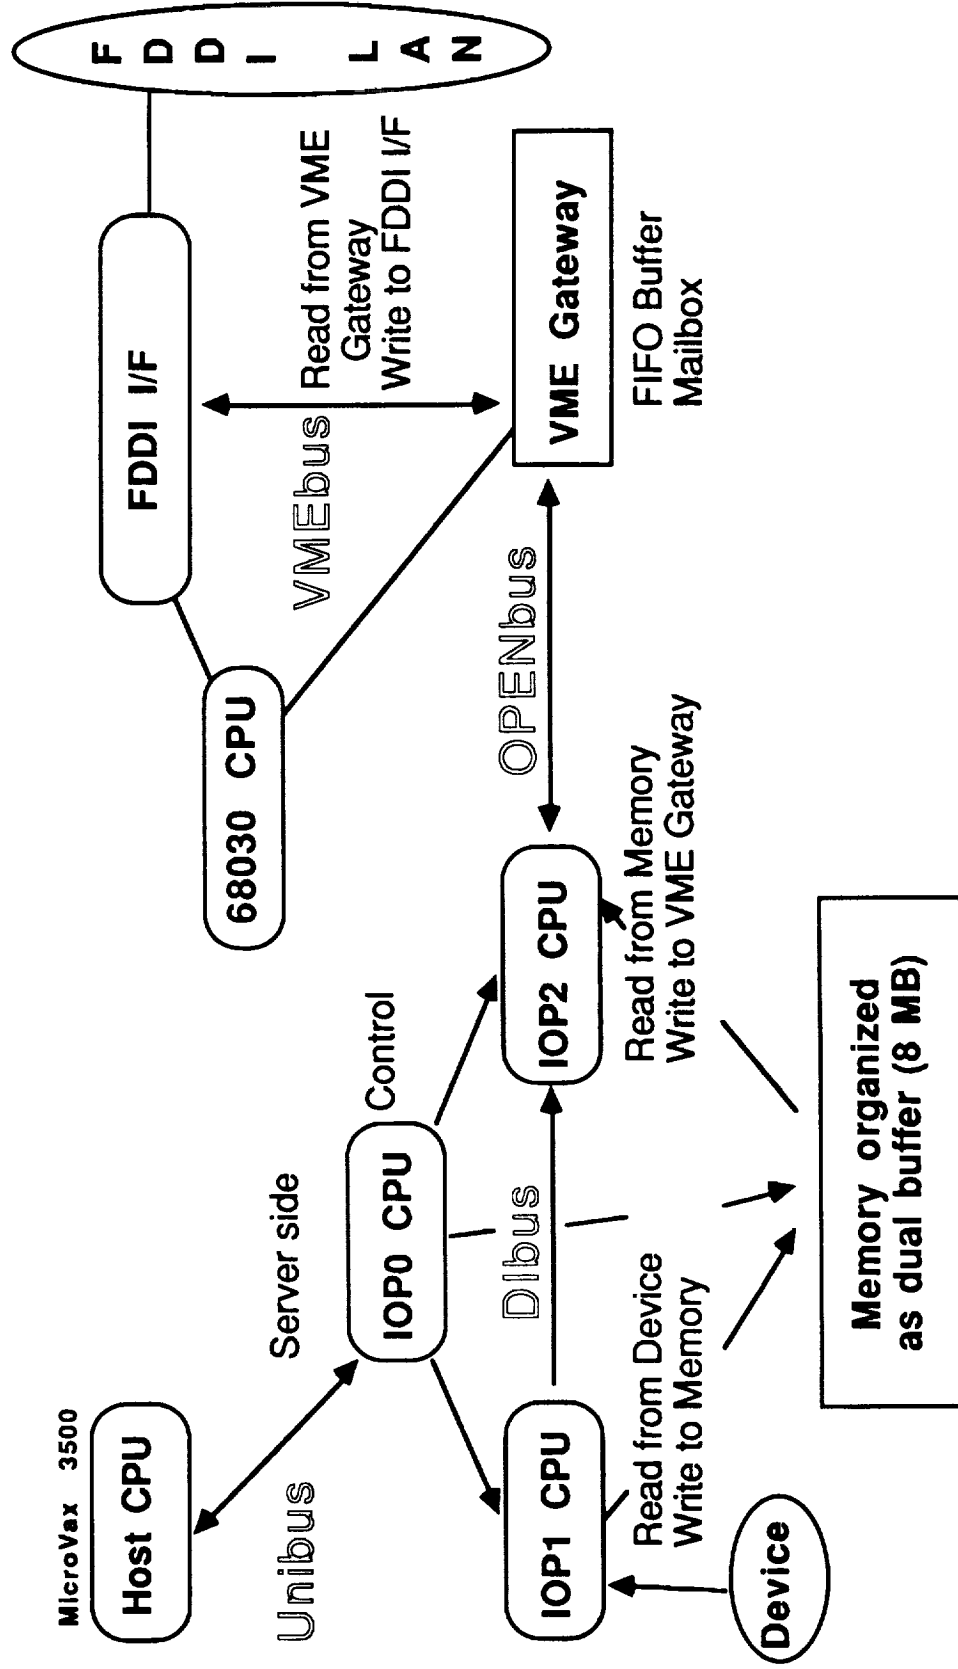 MicroVax 3500
Host CPU
Unibus
Server side
IOP0 CPU
Control
68030 CPU
FDDI I/F
FDDI LAN
VMEbus
Read from VME
Gateway
Write to FDDI I/F
IOP1 CPU
DIbus
IOP2 CPU
OPENbus
VME Gateway
FIFO Buffer
Mailbox
Read from Device
Write to Memory
Read from Memory
Write to VME Gateway
Device
Memory organized
as dual buffer (8 MB)